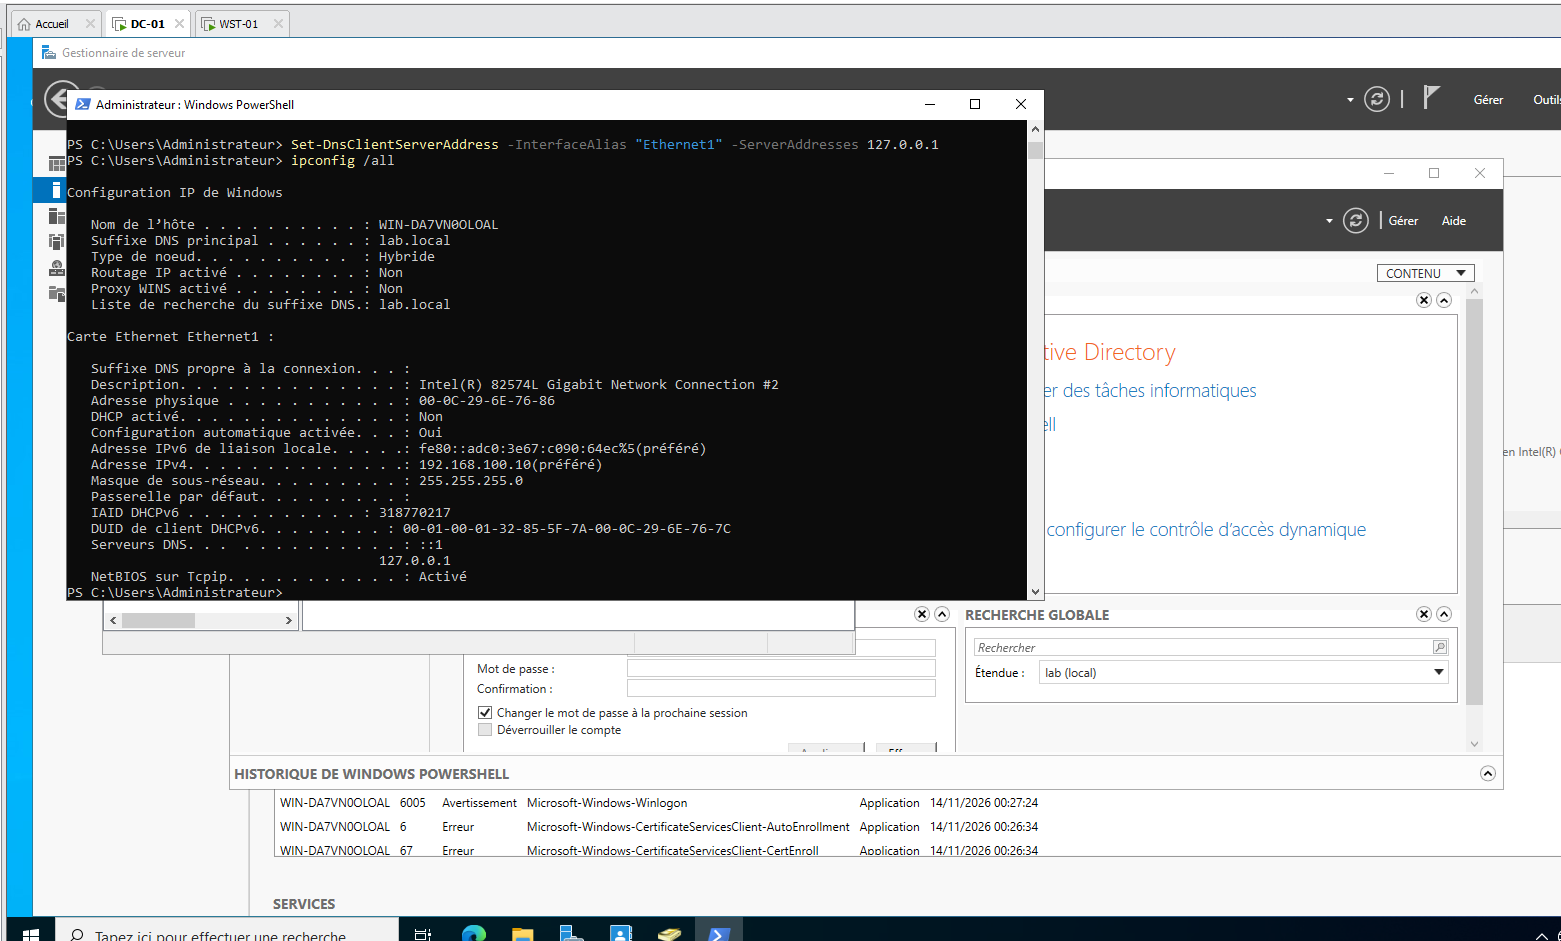 Accueil
DC-01
WST-01
Gestionnaire de serveur
Gérer
Outils
Administrateur : Windows PowerShell
PS C:\Users\Administrateur> Set-DnsClientServerAddress -InterfaceAlias "Ethernet1" -ServerAddresses 127.0.0.1
PS C:\Users\Administrateur> ipconfig /all
Configuration IP de Windows
Nom de l’hôte . . . . . . . . . . : WIN-DA7VN0OLOAL
Suffixe DNS principal . . . . . . : lab.local
Type de noeud. . . . . . . . . .  : Hybride
Routage IP activé . . . . . . . . : Non
Proxy WINS activé . . . . . . . . : Non
Liste de recherche du suffixe DNS.: lab.local
Carte Ethernet Ethernet1 :
Suffixe DNS propre à la connexion. . . :
Description. . . . . . . . . . . . . . : Intel(R) 82574L Gigabit Network Connection #2
Adresse physique . . . . . . . . . . . : 00-0C-29-6E-76-86
DHCP activé. . . . . . . . . . . . . . : Non
Configuration automatique activée. . . : Oui
Adresse IPv6 de liaison locale. . . . .: fe80::adc0:3e67:c090:64ec%5(préféré)
Adresse IPv4. . . . . . . . . . . . . .: 192.168.100.10(préféré)
Masque de sous-réseau. . . . . . . . . : 255.255.255.0
Passerelle par défaut. . . . . . . . . :
IAID DHCPv6 . . . . . . . . . . . : 318770217
DUID de client DHCPv6. . . . . . . . : 00-01-00-01-32-85-5F-7A-00-0C-29-6E-76-7C
Serveurs DNS. . .  . . . . . . . . . . : ::1
127.0.0.1
NetBIOS sur Tcpip. . . . . . . . . . . : Activé
PS C:\Users\Administrateur>
Gérer
Aide
CONTENU
tive Directory
er des tâches informatiques
ell
en Intel(R)
configurer le contrôle d’accès dynamique
RECHERCHE GLOBALE
Rechercher
Étendue :
lab (local)
Mot de passe :
Confirmation :
Changer le mot de passe à la prochaine session
Déverrouiller le compte
HISTORIQUE DE WINDOWS POWERSHELL
WIN-DA7VN0OLOAL 6005 Avertissement Microsoft-Windows-Winlogon Application 14/11/2026 00:27:24
WIN-DA7VN0OLOAL 6 Erreur Microsoft-Windows-CertificateServicesClient-AutoEnrollment Application 14/11/2026 00:26:34
WIN-DA7VN0OLOAL 67 Erreur Microsoft-Windows-CertificateServicesClient-CertEnroll Application 14/11/2026 00:26:34
SERVICES
Tapez ici pour effectuer une recherche